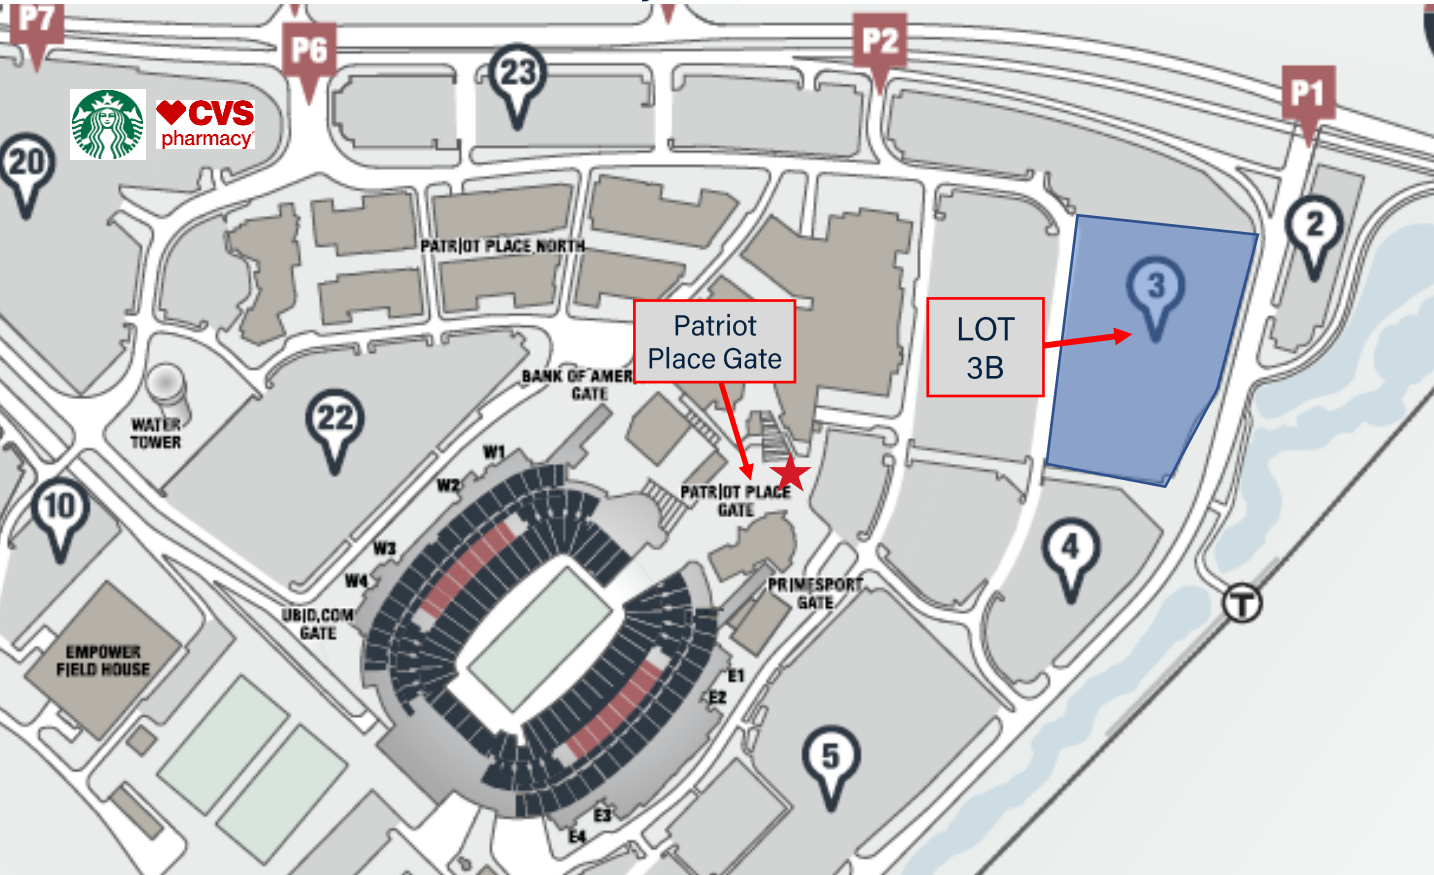 P7
P6
23
P2
P1
CVS
pharmacy
20
2
PATRIOT PLACE NORTH
3
Patriot
Place Gate
LOT
3B
BANK OF AMER
GATE
22
WATER
TOWER
W1
W2
PATRIOT PLACE
GATE
10
W3
W4
4
PRIMESPORT
GATE
UBID.COM
GATE
T
EMPOWER
FIELD HOUSE
E1
E2
5
E3
E4